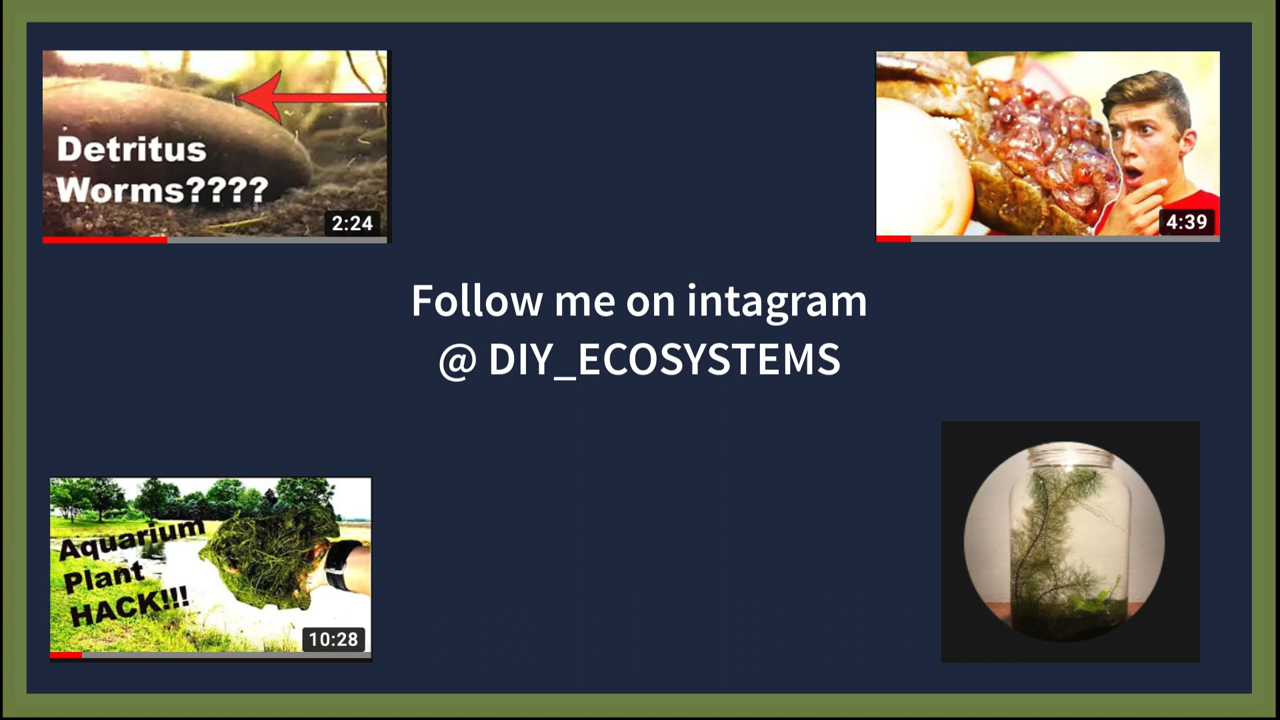 Detritus
Worms????
2:24
4:39
Follow me on intagram
@ DIY_ECOSYSTEMS
Aquarium
Plant
HACK!!!
10:28